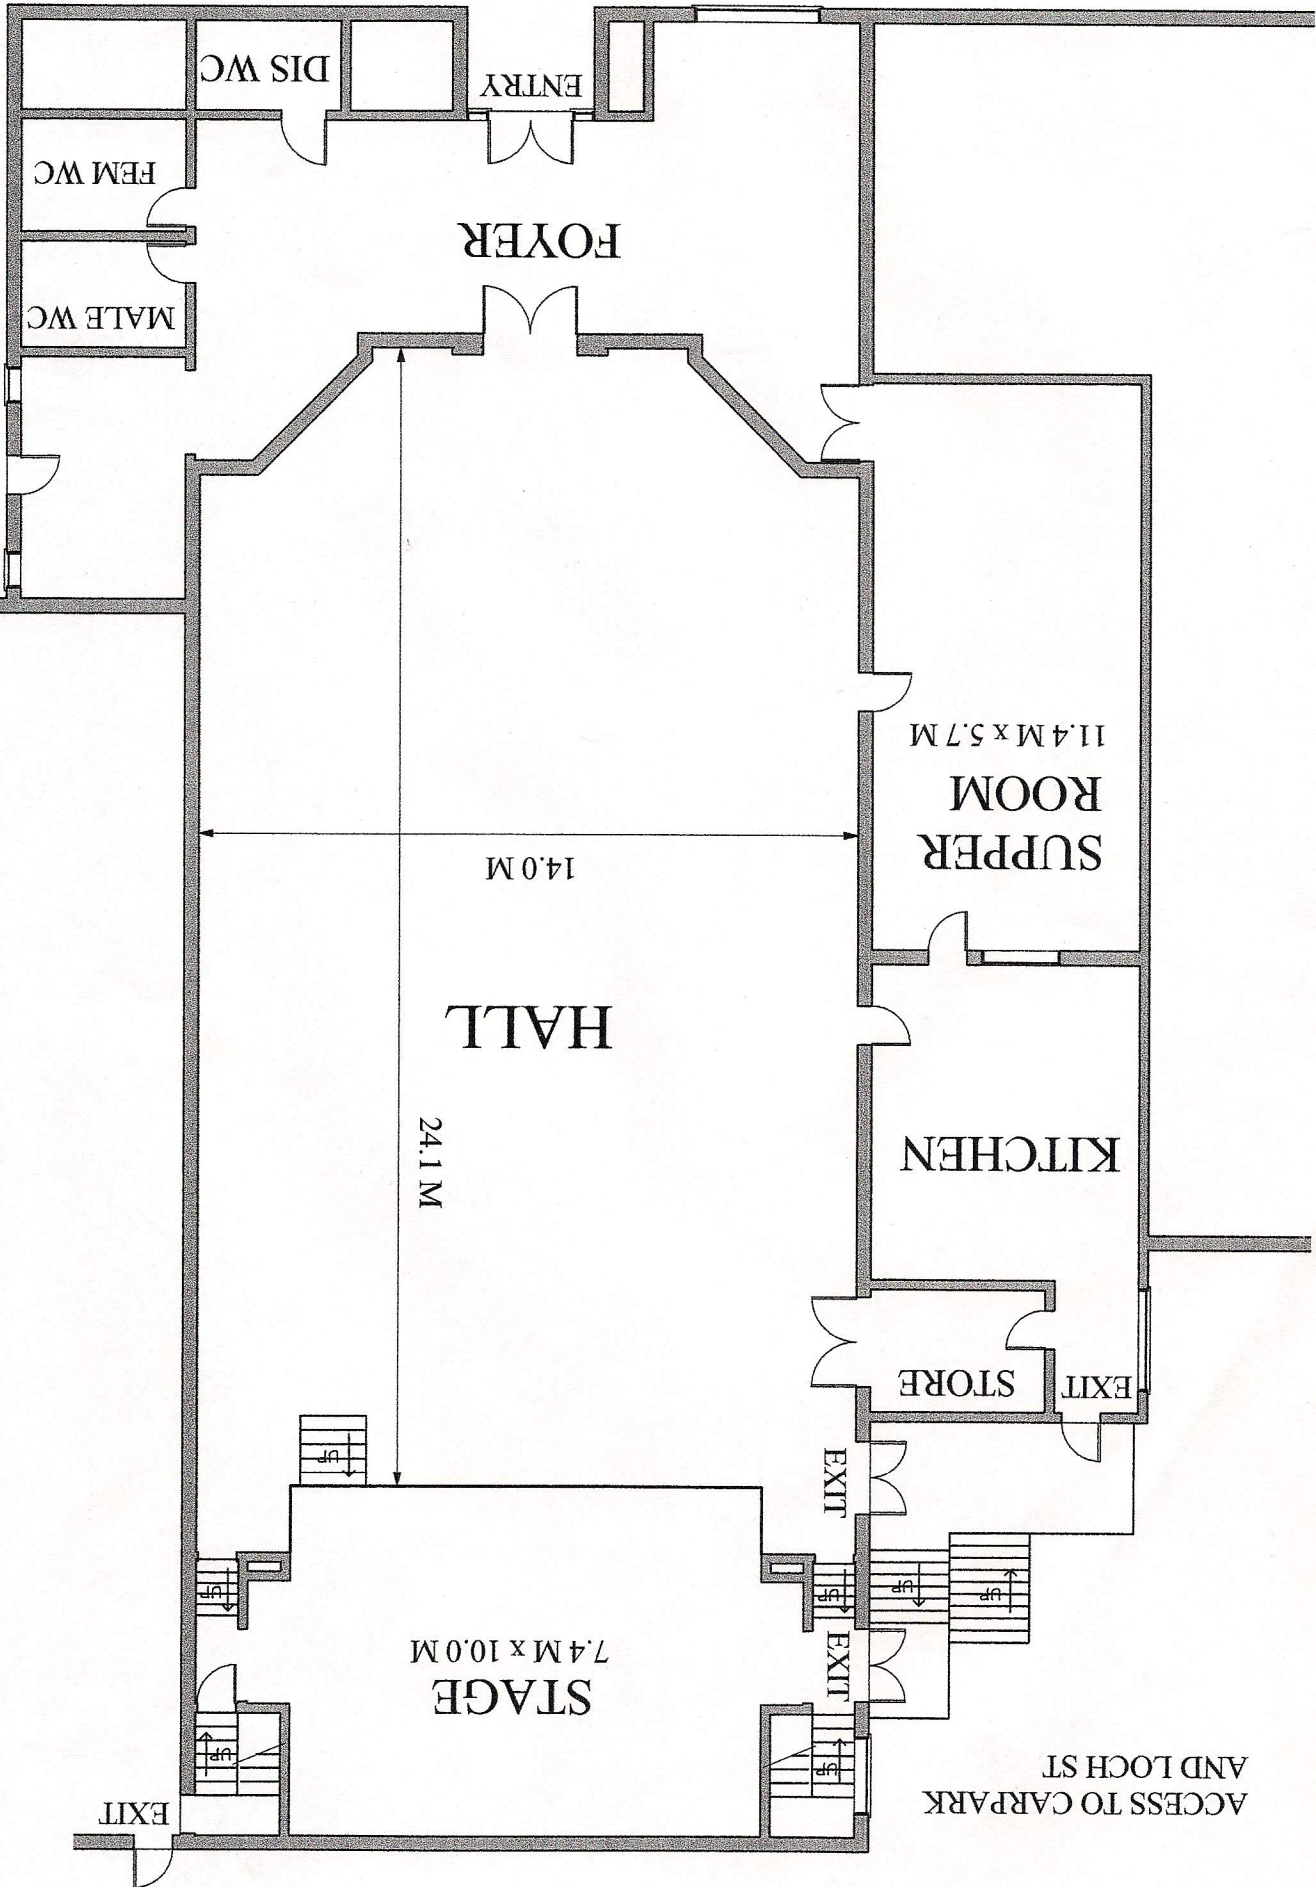 ACCESS TO CARPARK
AND LOCH ST
EXIT
UP
UP
STAGE
7.4 M x 10.0 M
EXIT
UP
UP
UP
UP
EXIT
UP
EXIT
STORE
KITCHEN
24.1 M
HALL
14.0 M
SUPPER
ROOM
11.4 M x 5.7 M
MALE WC
FOYER
FEM WC
ENTRY
DIS WC